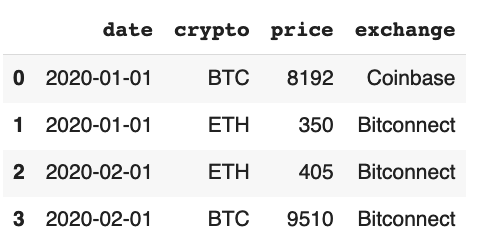 date crypto price exchange
0 2020-01-01 BTC 8192 Coinbase
1 2020-01-01 ETH 350 Bitconnect
2 2020-02-01 ETH 405 Bitconnect
3 2020-02-01 BTC 9510 Bitconnect